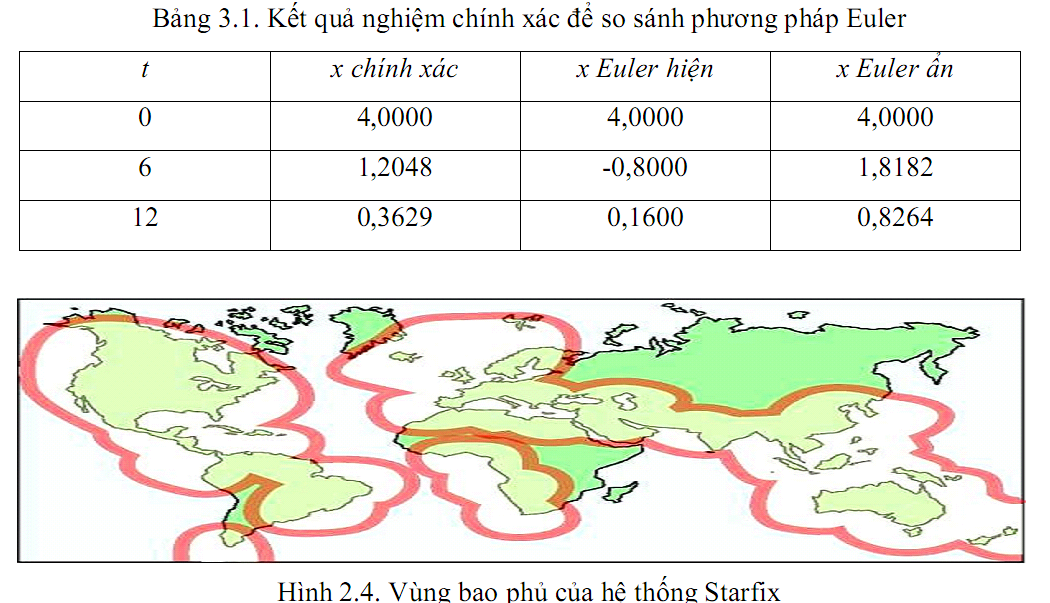 Bảng 3.1. Kết quả nghiệm chính xác để so sánh phương pháp Euler
t x chính xác x Euler hiện x Euler ẩn
0 4,0000 4,0000 4,0000
6 1,2048 -0,8000 1,8182
12 0,3629 0,1600 0,8264
Hình 2.4. Vùng bao phủ của hệ thống Starfix